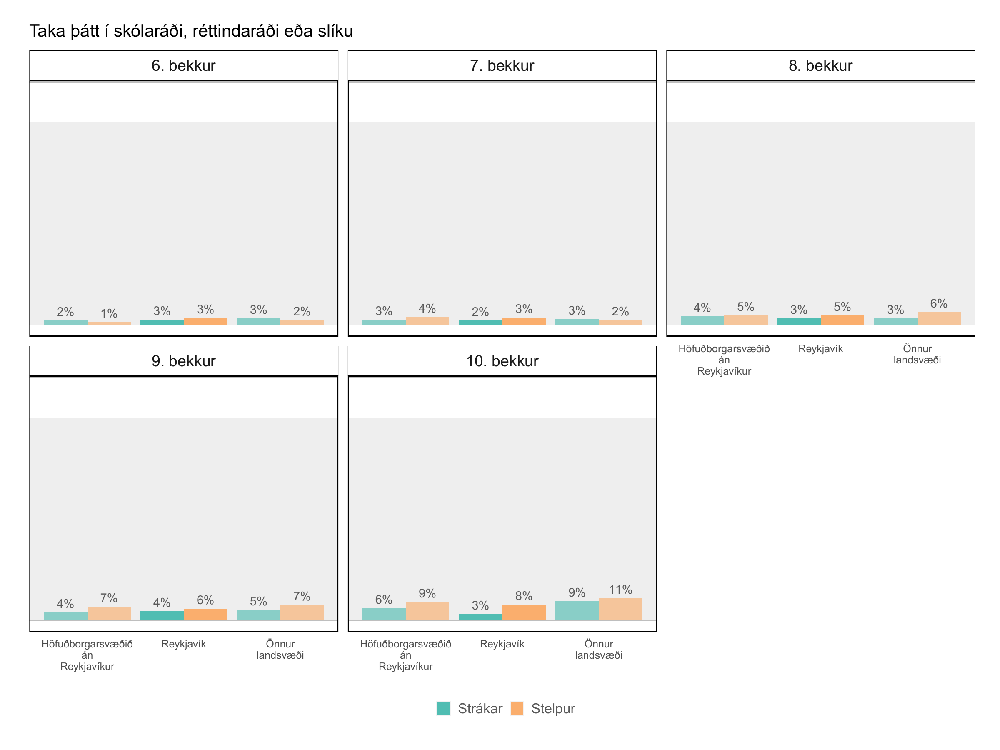 Taka þátt í skólaráði, réttindaráði eða slíku
6. bekkur
2% 1% 3% 3% 3% 2%
7. bekkur
3% 4% 2% 3% 3% 2%
8. bekkur
4% 5% 3% 5% 3% 6%
Höfuðborgarsvæðið
án
Reykjavíkur
Reykjavík
Önnur
landsvæði
9. bekkur
4% 7% 4% 6% 5% 7%
Höfuðborgarsvæðið
án
Reykjavíkur
Reykjavík
Önnur
landsvæði
10. bekkur
6% 9% 3% 8% 9% 11%
Höfuðborgarsvæðið
án
Reykjavíkur
Reykjavík
Önnur
landsvæði
Strákar Stelpur